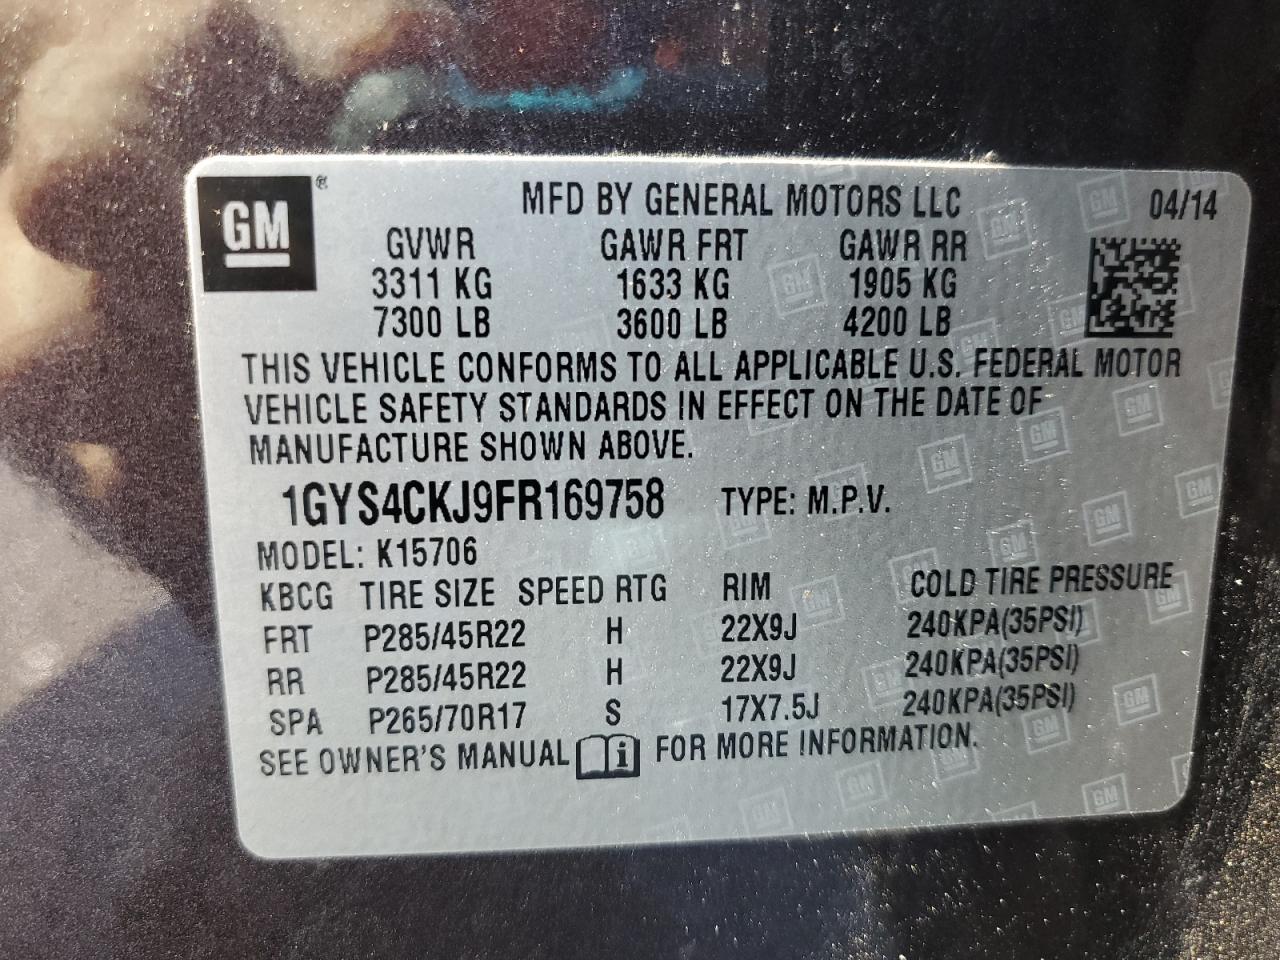 GM ®
MFD BY GENERAL MOTORS LLC 04/14
GVWR GAWR FRT GAWR RR
3311 KG 1633 KG 1905 KG
7300 LB 3600 LB 4200 LB
THIS VEHICLE CONFORMS TO ALL APPLICABLE U.S. FEDERAL MOTOR
VEHICLE SAFETY STANDARDS IN EFFECT ON THE DATE OF
MANUFACTURE SHOWN ABOVE.
1GYS4CKJ9FR169758 TYPE: M.P.V.
MODEL: K15706
KBCG TIRE SIZE SPEED RTG RIM COLD TIRE PRESSURE
FRT P285/45R22 H 22X9J 240KPA(35PSI)
RR P285/45R22 H 22X9J 240KPA(35PSI)
SPA P265/70R17 S 17X7.5J 240KPA(35PSI)
SEE OWNER'S MANUAL i FOR MORE INFORMATION.